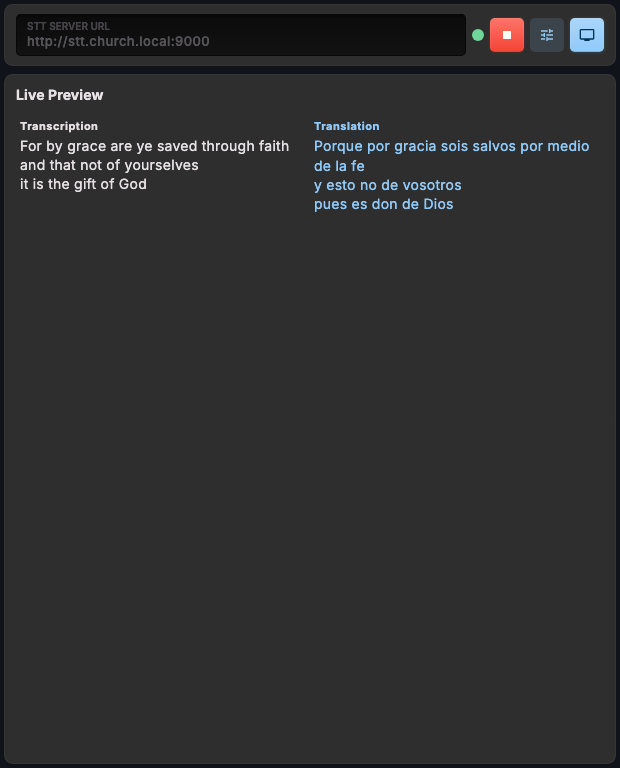 STT SERVER URL
http://stt.church.local:9000
Live Preview
Transcription
For by grace are ye saved through faith
and that not of yourselves
it is the gift of God
Translation
Porque por gracia sois salvos por medio
de la fe
y esto no de vosotros
pues es don de Dios